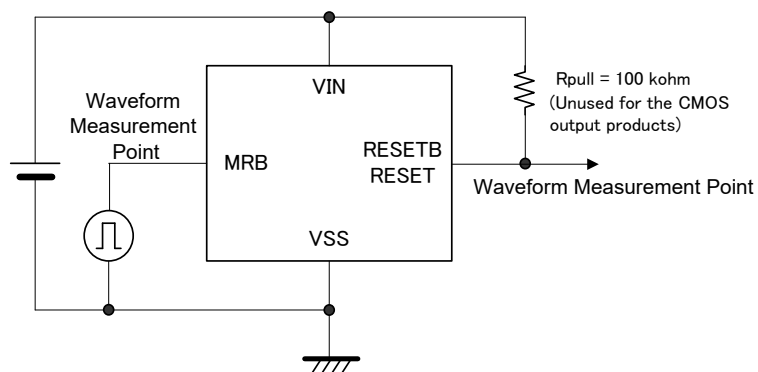 VIN
Rpull = 100 kohm
(Unused for the CMOS
output products)
Waveform
Measurement
Point
MRB
RESETB
RESET
Waveform Measurement Point
VSS